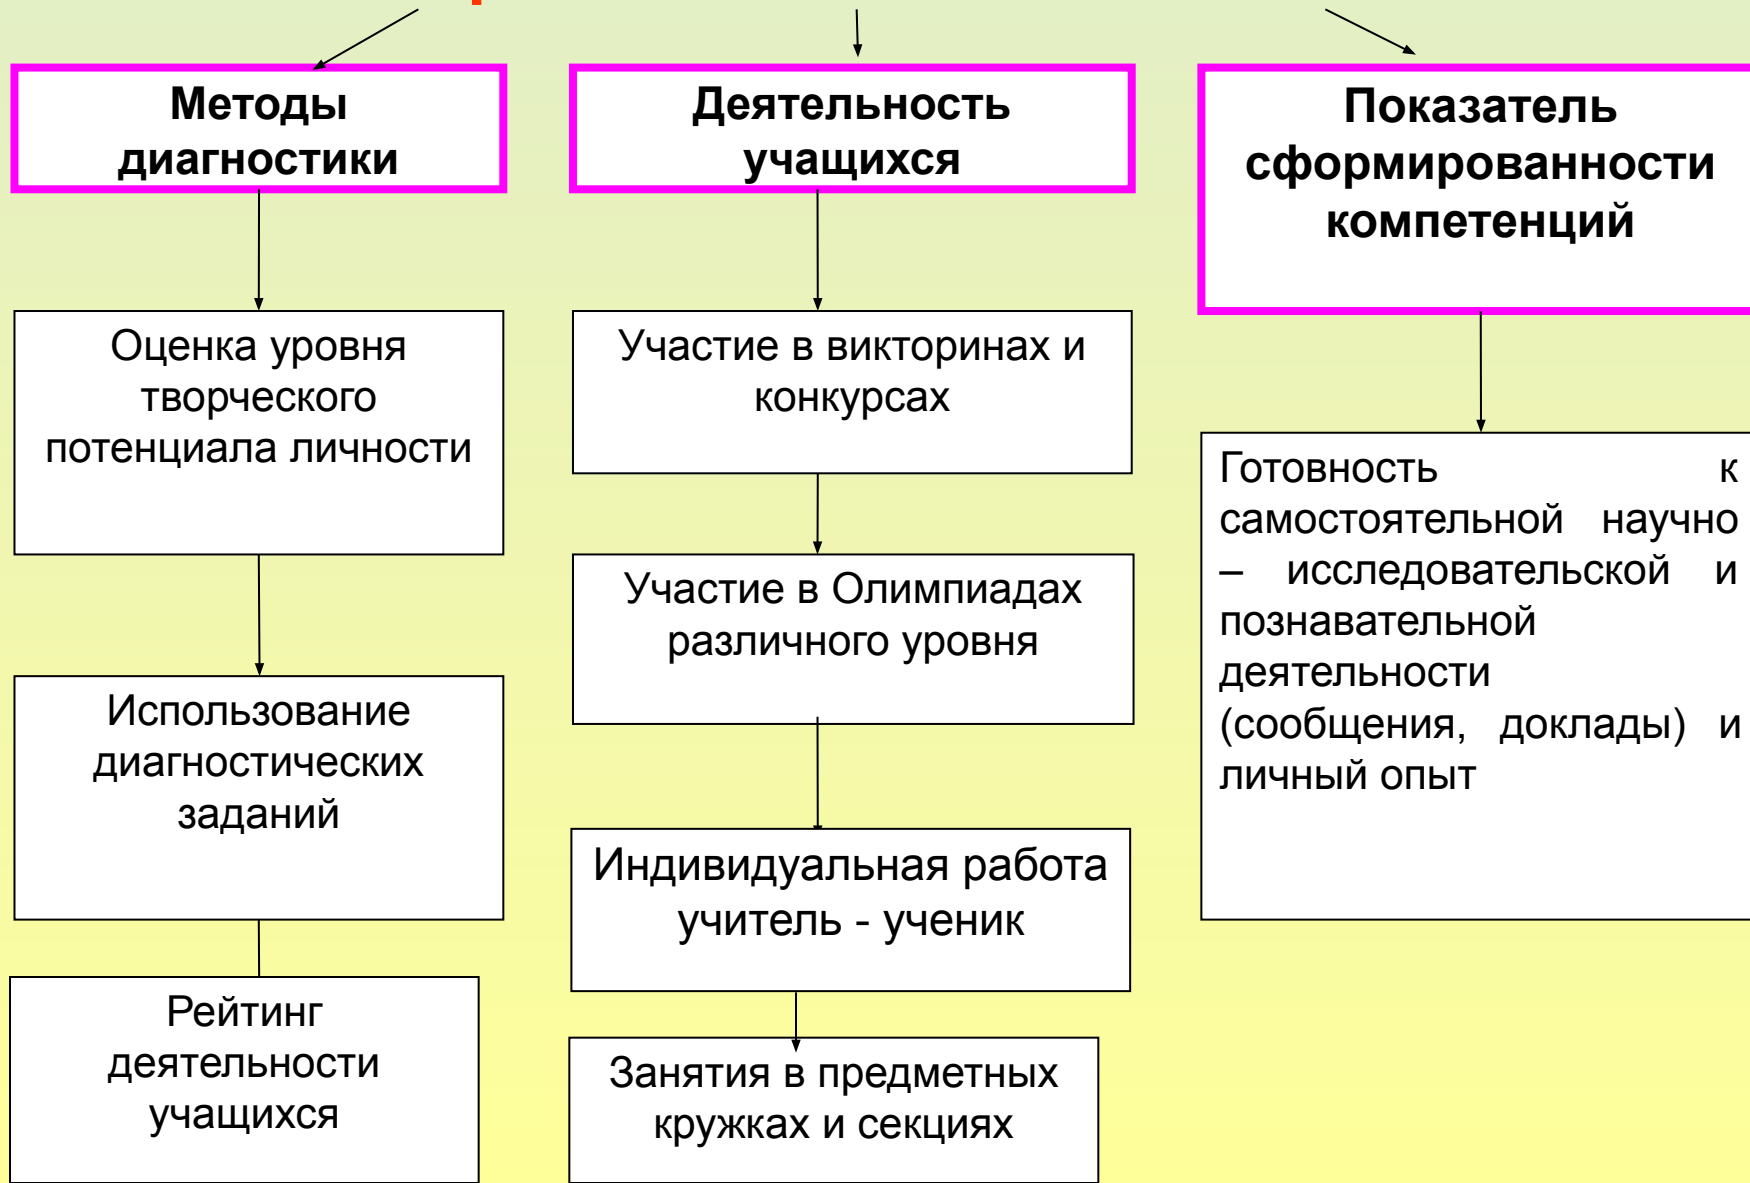 Методы
диагностики
Оценка уровня
творческого
потенциала личности
Использование
диагностических
заданий
Рейтинг
деятельности
учащихся
Деятельность
учащихся
Участие в викторинах и
конкурсах
Участие в Олимпиадах
различного уровня
Индивидуальная работа
учитель - ученик
Занятия в предметных
кружках и секциях
Показатель
сформированности
компетенций
Готовность к
самостоятельной научно
– исследовательской и
познавательной
деятельности
(сообщения, доклады) и
личный опыт